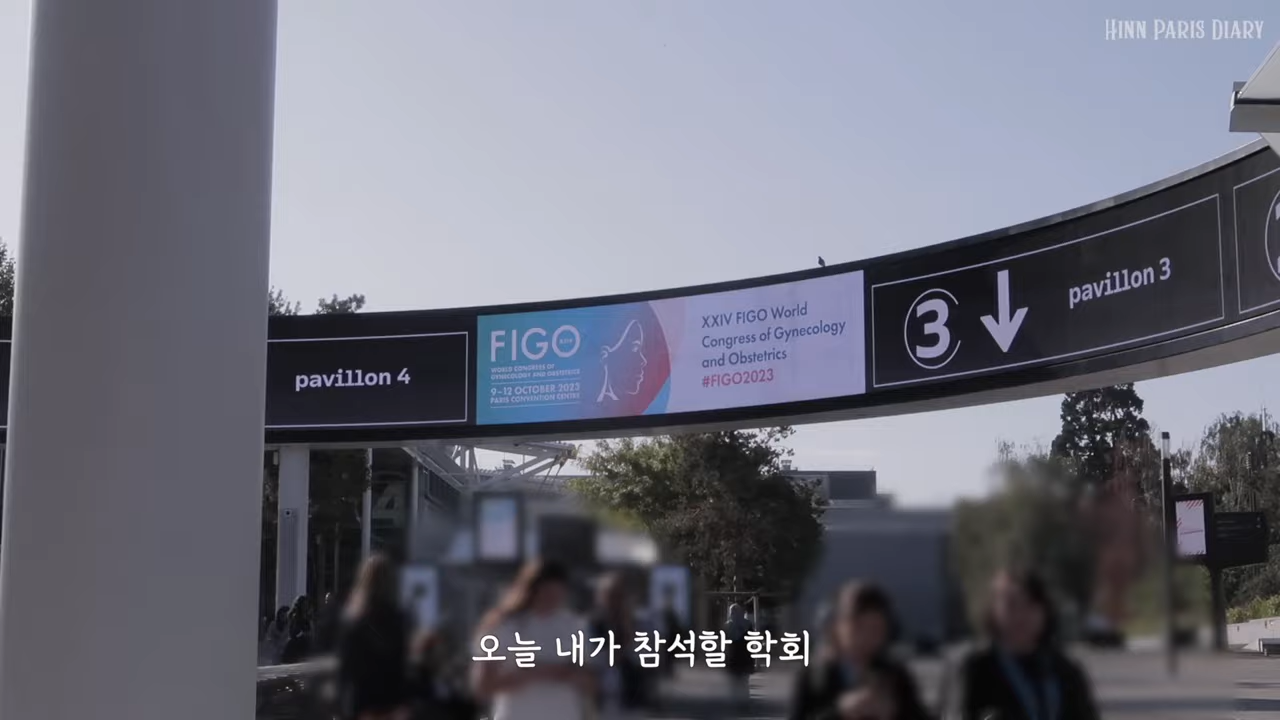 HINN PARIS DIARY
pavillon 4
FIGO
WORLD CONGRESS OF
GYNECOLOGY AND OBSTETRICS
9–12 OCTOBER 2023
PARIS CONVENTION CENTRE
XXIV FIGO World
Congress of Gynecology
and Obstetrics
#FIGO2023
3
pavillon 3
오늘 내가 참석할 학회